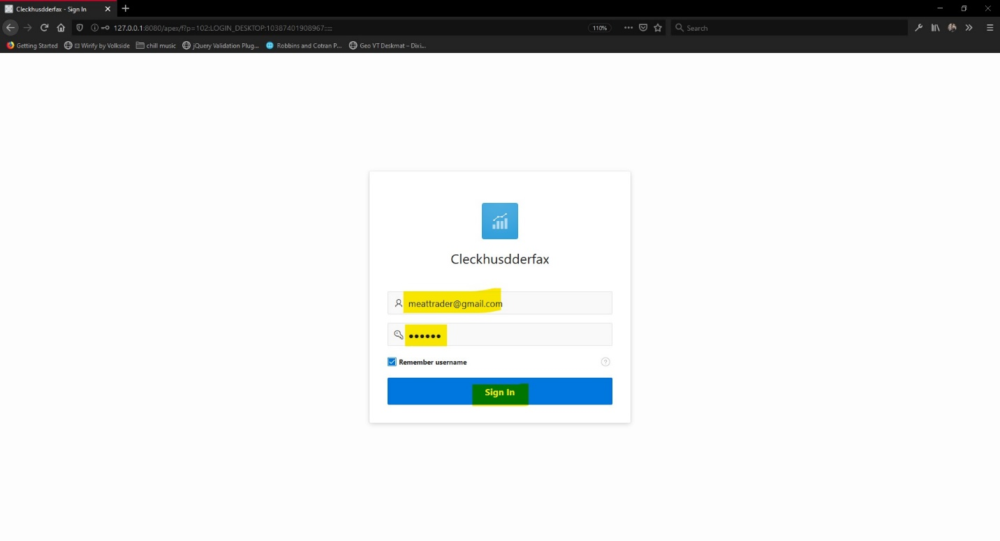 Cleckhusdderfax - Sign In
127.0.0.1:8080/apex/f?p=102:LOGIN_DESKTOP:10387401908967:::::
110%
Search
Getting Started
Wirify by Volkside
chill music
jQuery Validation Plug...
Robbins and Cotran P...
Geo VT Deskmat – Dixi...
Cleckhusdderfax
meattrader@gmail.com
••••••
Remember username
?
Sign In